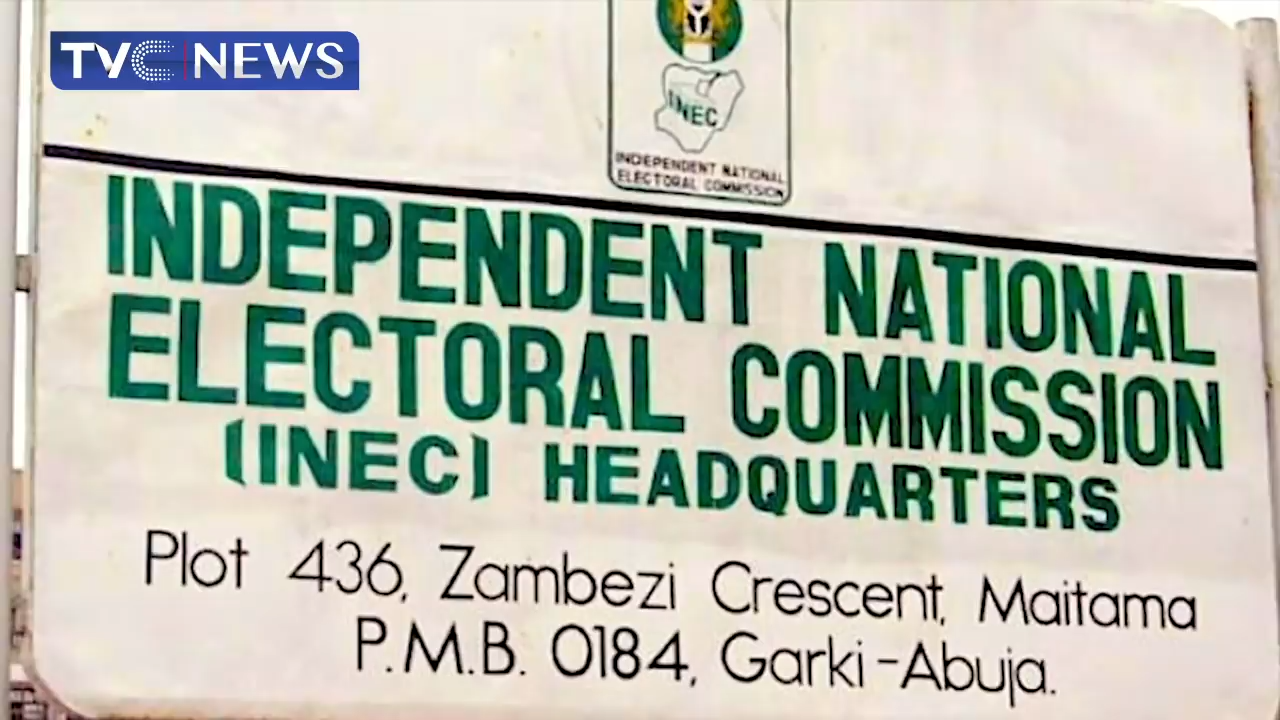 TVC NEWS
INEC
INDEPENDENT NATIONAL
ELECTORAL COMMISSION
INDEPENDENT NATIONAL
ELECTORAL COMMISSION
(INEC) HEADQUARTERS
Plot 436, Zambezi Crescent, Maitama
P.M.B. 0184, Garki-Abuja.